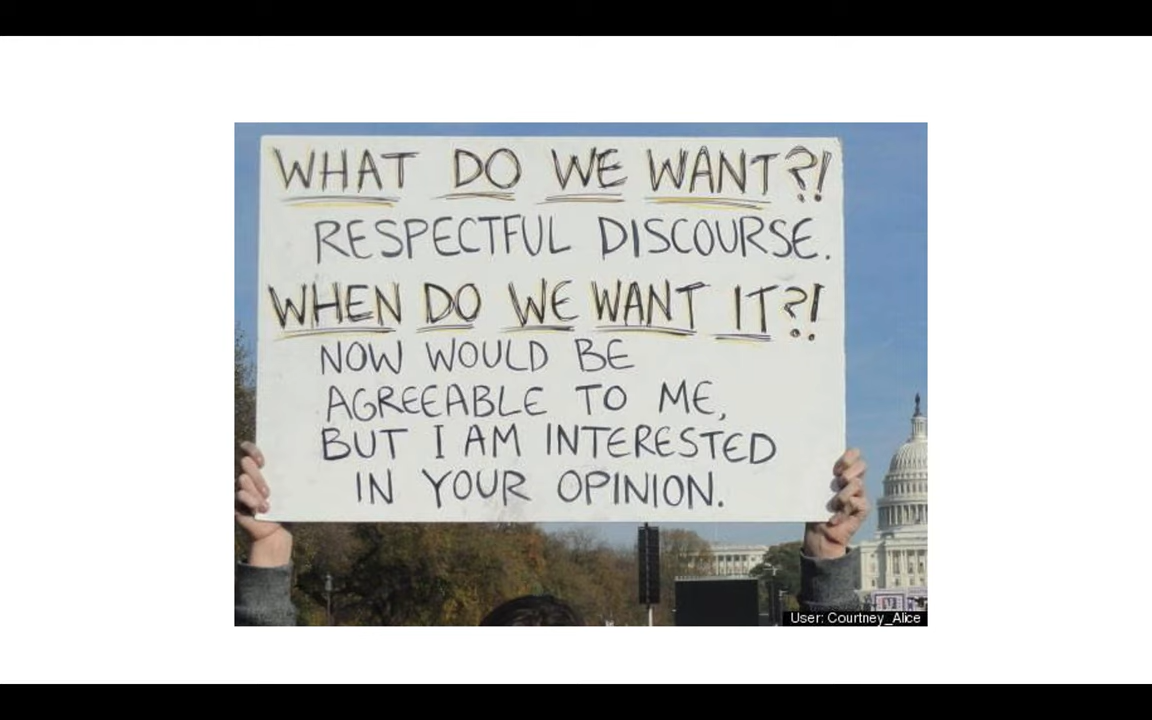 WHAT DO WE WANT?!
RESPECTFUL DISCOURSE.
WHEN DO WE WANT IT?!
NOW WOULD BE
AGREEABLE TO ME,
BUT I AM INTERESTED
IN YOUR OPINION.
User: Courtney_Alice